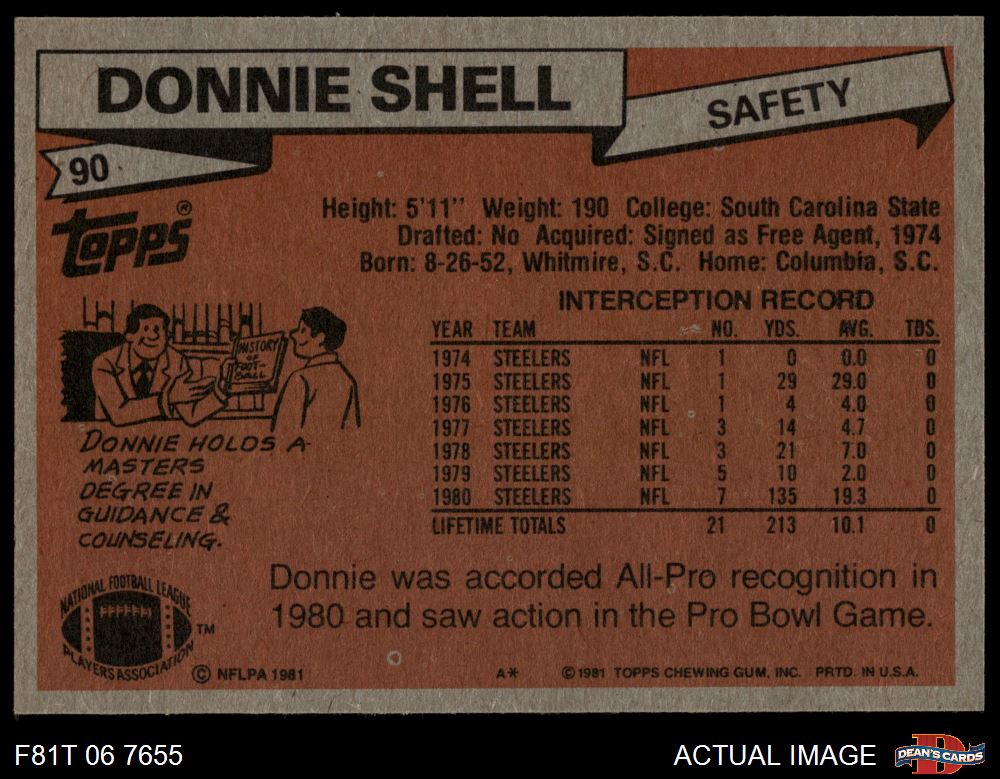 DONNIE SHELL
SAFETY
90
TOPPS®
Height: 5'11" Weight: 190 College: South Carolina State
Drafted: No Acquired: Signed as Free Agent, 1974
Born: 8-26-52, Whitmire, S.C. Home: Columbia, S.C.
INTERCEPTION RECORD
YEAR TEAM NO. YDS. AVG. TDS.
1974 STEELERS NFL 1 0 0.0 0
1975 STEELERS NFL 1 29 29.0 0
1976 STEELERS NFL 1 4 4.0 0
1977 STEELERS NFL 3 14 4.7 0
1978 STEELERS NFL 3 21 7.0 0
1979 STEELERS NFL 5 10 2.0 0
1980 STEELERS NFL 7 135 19.3 0
LIFETIME TOTALS 21 213 10.1 0
HISTORY
OF
FOOT-
BALL
DONNIE HOLDS A
MASTERS
DEGREE IN
GUIDANCE &
COUNSELING.
Donnie was accorded All-Pro recognition in
1980 and saw action in the Pro Bowl Game.
NATIONAL FOOTBALL LEAGUE
PLAYERS ASSOCIATION
TM
© NFLPA 1981
A*
© 1981 TOPPS CHEWING GUM, INC. PRTD. IN U.S.A.
F81T 06 7655
ACTUAL IMAGE
DEAN'S CARDS